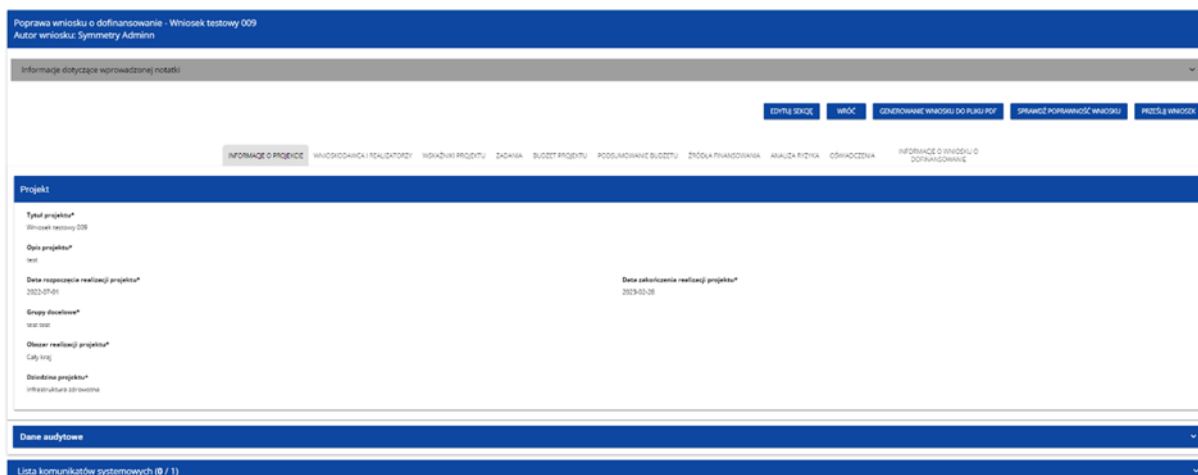 Poprawa wniosku o dofinansowanie - Wniosek testowy 009
Autor wniosku: Symmetry Adminn
Informacje dotyczące wprowadzonej notatki
EDYTUJ SEKCJĘ WRÓĆ GENEROWANIE WNIOSKU DO PLIKU PDF SPRAWDŹ POPRAWNOŚĆ WNIOSKU PRZEŚLIJ WNIOSEK
INFORMACJE O PROJEKCIE WNIOSKODAWCA I REALIZATORZY WSKAŹNIKI PROJEKTU ZADANIA BUDŻET PROJEKTU PODSUMOWANIE BUDŻETU ŹRÓDŁA FINANSOWANIA ANALIZA RYZYKA OŚWIADCZENIA INFORMACJE O WNIOSKU O
DOFINANSOWANIE
Projekt
Tytuł projektu*
Wniosek testowy 009
Opis projektu*
test
Data rozpoczęcia realizacji projektu* Data zakończenia realizacji projektu*
2022-07-01 2023-02-28
Grupy docelowe*
test test
Obszar realizacji projektu*
Cały kraj
Dziedzina projektu*
Infrastruktura zdrowotna
Dane audytowe
Lista komunikatów systemowych (0 / 1)